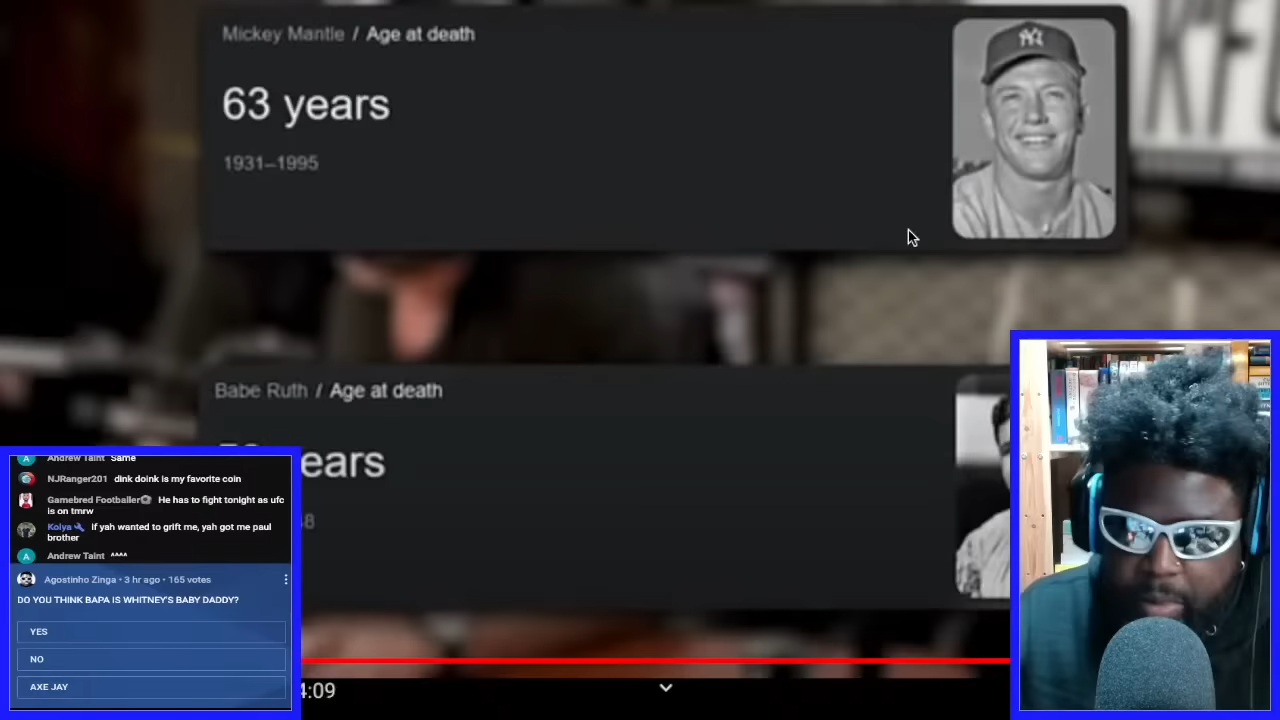 Mickey Mantle / Age at death
63 years
1931–1995
Babe Ruth / Age at death
ears
Andrew Taint Same
NJRanger201 dink doink is my favorite coin
Gamebred Footballer He has to fight tonight as ufc
is on tmrw
Kolya If yah wanted to grift me, yah got me paul
brother
Andrew Taint ^^^^
Agostinho Zinga • 3 hr ago • 165 votes
DO YOU THINK BAPA IS WHITNEY'S BABY DADDY?
YES
NO
AXE JAY
4:09